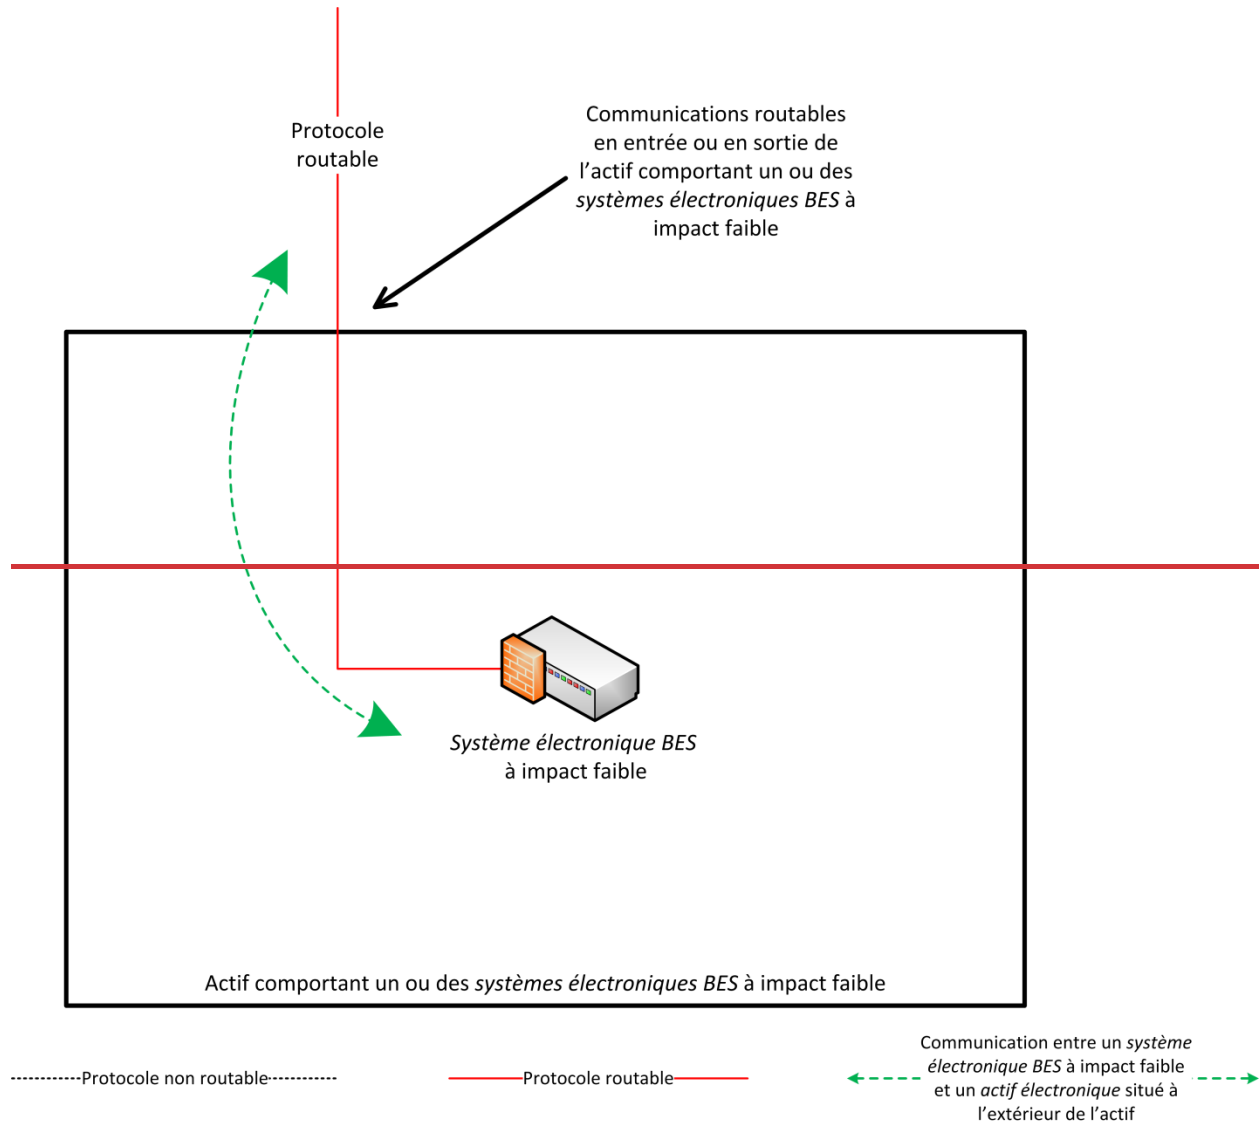 Protocole
routable
Communications routables
en entrée ou en sortie de
l'actif comportant un ou des
systèmes électroniques BES à
impact faible
Système électronique BES
à impact faible
Actif comportant un ou des systèmes électroniques BES à impact faible
Protocole non routable
Protocole routable
Communication entre un système
électronique BES à impact faible
et un actif électronique situé à
l'extérieur de l'actif